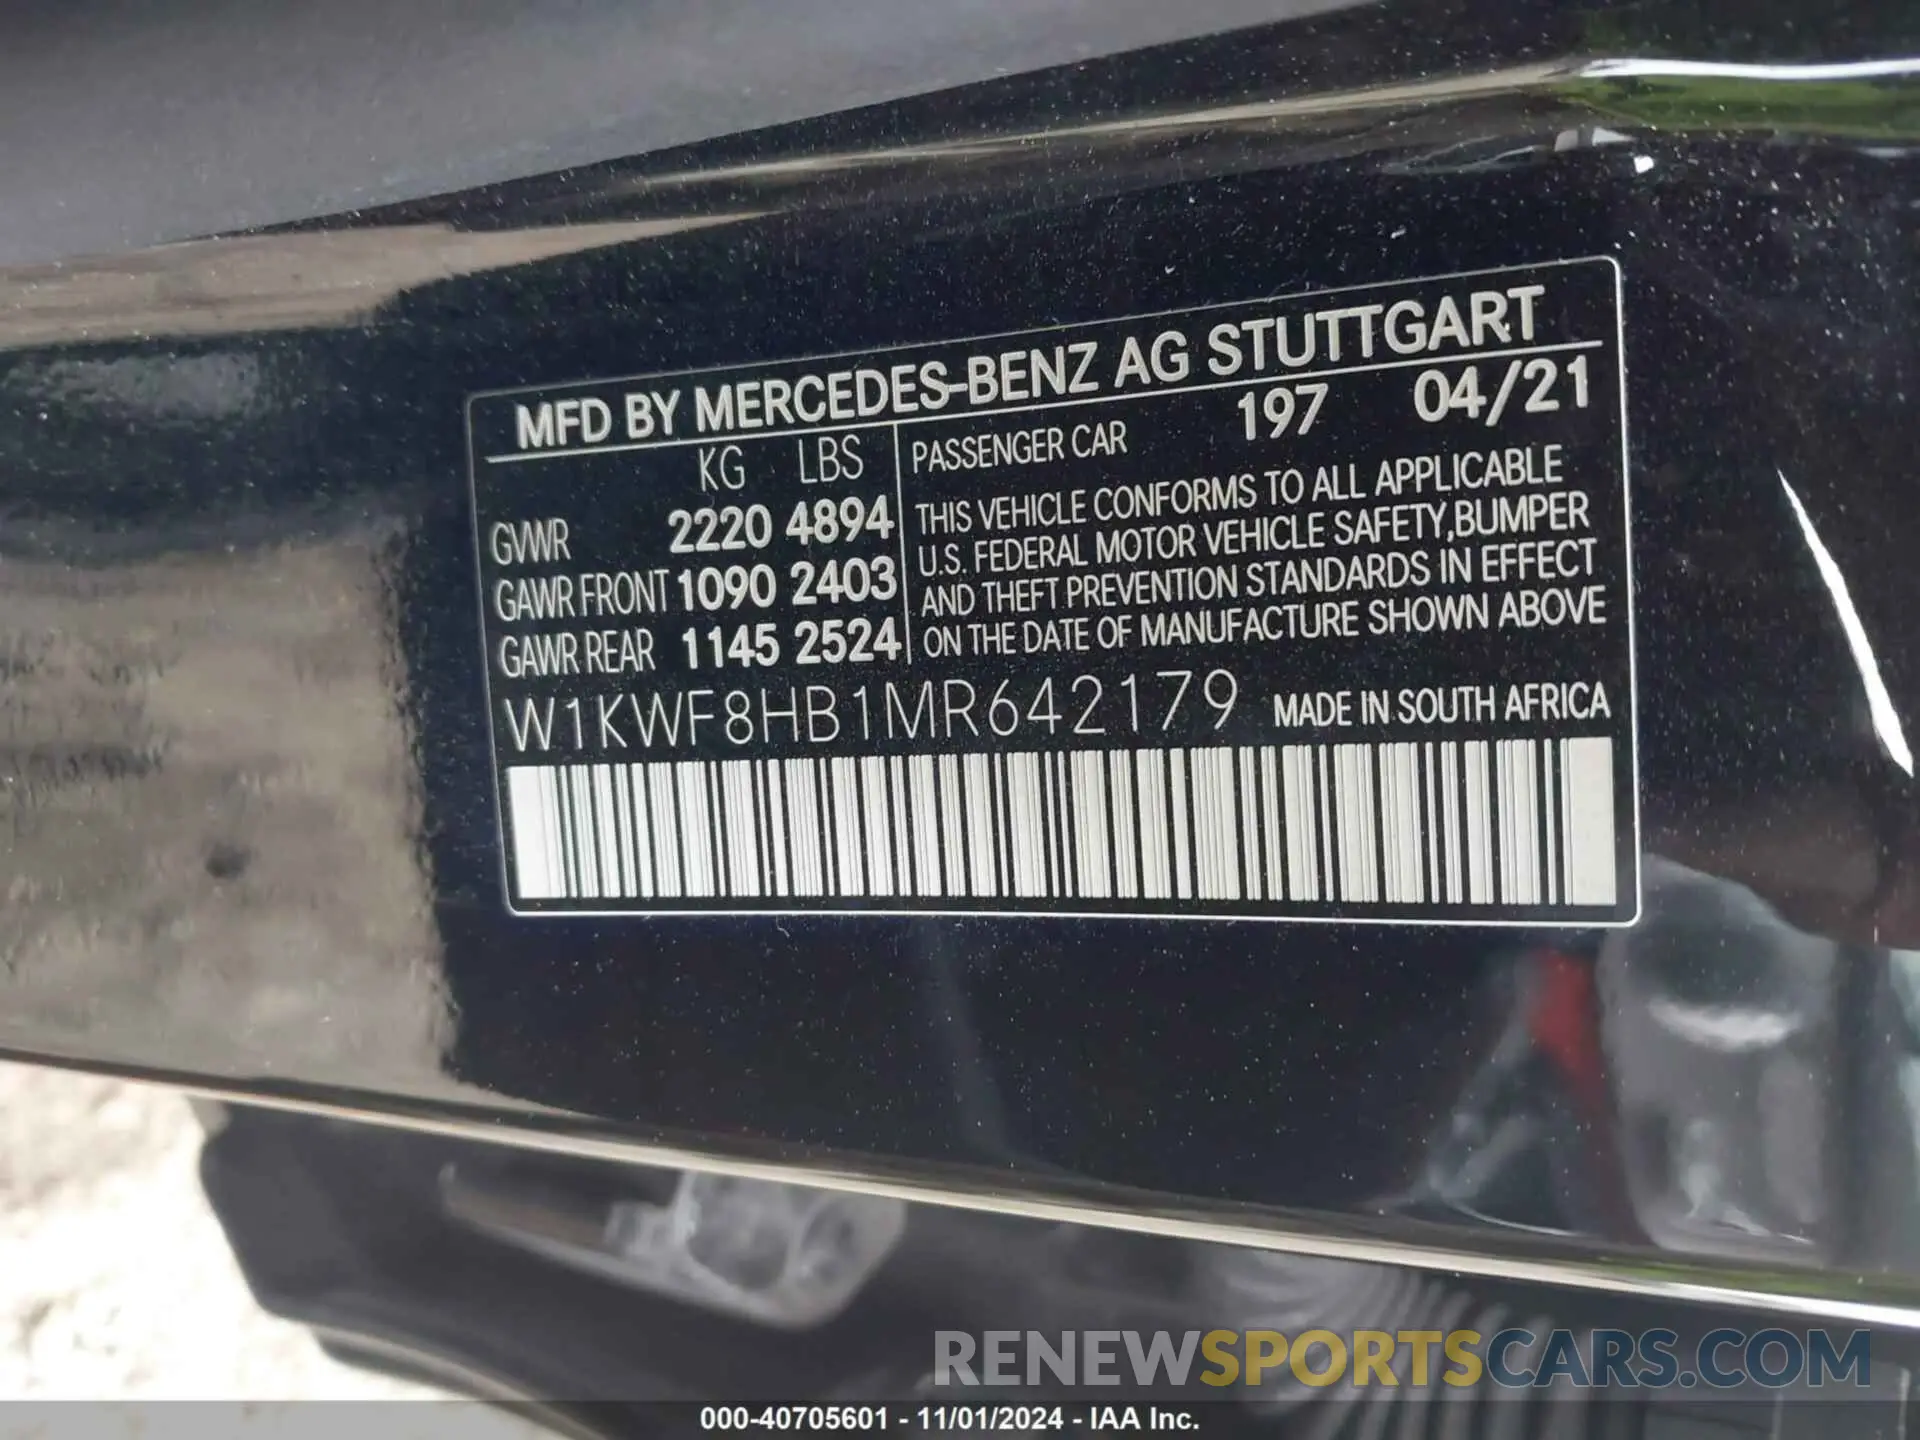 MFD BY MERCEDES-BENZ AG STUTTGART
KG LBS PASSENGER CAR 197 04/21
GVWR 2220 4894
GAWR FRONT 1090 2403
GAWR REAR 1145 2524
THIS VEHICLE CONFORMS TO ALL APPLICABLE
U.S. FEDERAL MOTOR VEHICLE SAFETY,BUMPER
AND THEFT PREVENTION STANDARDS IN EFFECT
ON THE DATE OF MANUFACTURE SHOWN ABOVE
W1KWF8HB1MR642179 MADE IN SOUTH AFRICA
RENEWSPORTSCARS.COM
000-40705601 - 11/01/2024 - IAA Inc.